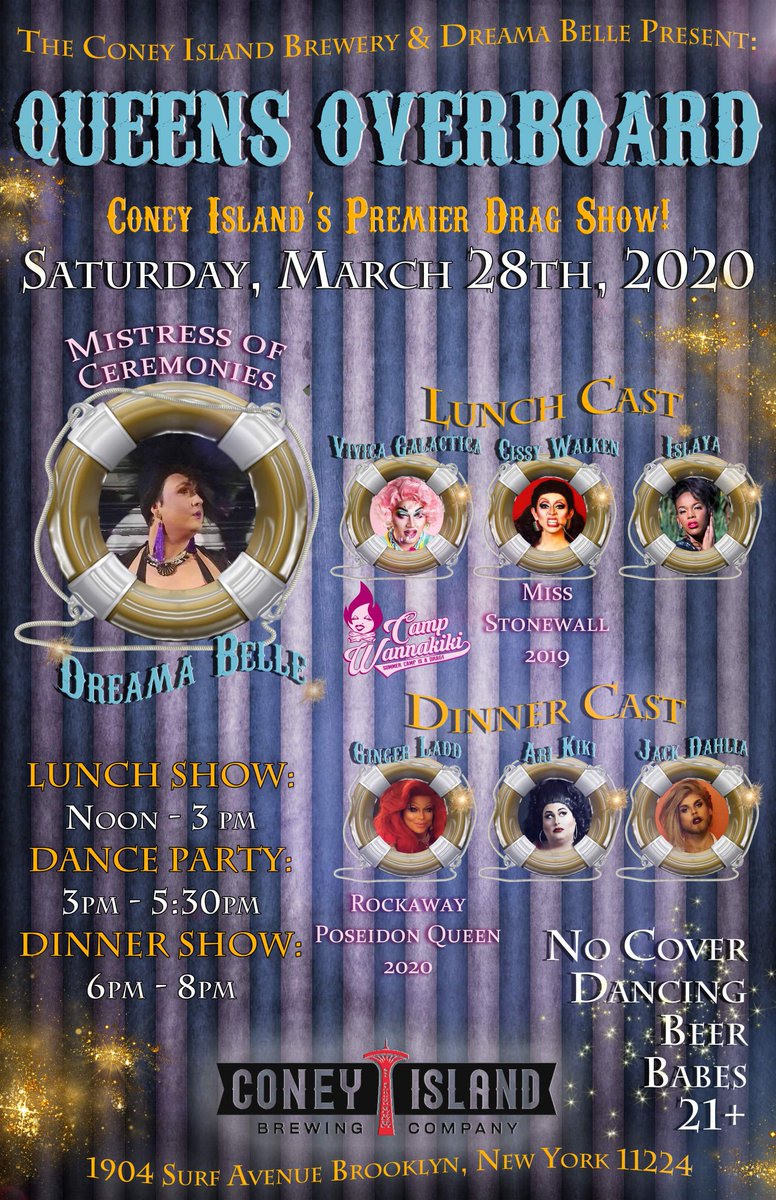 The Coney Island Brewery & Dreama Belle Present:
Queens Overboard
Coney Island's Premier Drag Show!
Saturday, March 28th, 2020
Mistress of
Ceremonies
Dreama Belle
Lunch Cast
Vivica Galactica Cissy Walken Islaya
Camp
Wannakiki
SUMMER CAMP IS A DRAG!
Miss
Stonewall
2019
Dinner Cast
Ginger Ladd Ari Kiki Jack Dahlia
Rockaway
Poseidon Queen
2020
Lunch Show:
Noon - 3 pm
Dance Party:
3pm - 5:30pm
Dinner Show:
6pm - 8pm
No Cover
Dancing
Beer
Babes
21+
CONEY ISLAND
BREWING COMPANY
1904 Surf Avenue Brooklyn, New York 11224